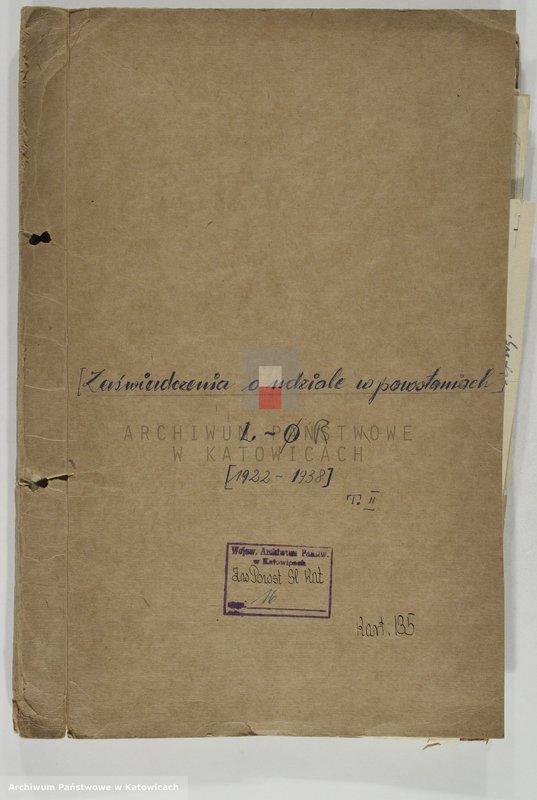 [Zaświadczenia o udziale w powstaniach]
ARCHIWUM PAŃSTWOWE
W KATOWICACH
L - O R
[1922 - 1938]
T. II
Wojew. Archiwum Państw.
w Katowicach
Zw Powst Śl Kat
16
Kart. 135
Archiwum Państwowe w Katowicach